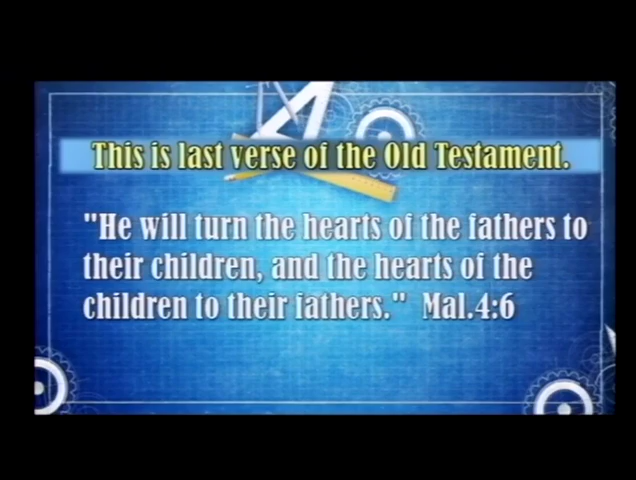 This is last verse of the Old Testament.
"He will turn the hearts of the fathers to
their children, and the hearts of the
children to their fathers." Mal.4:6